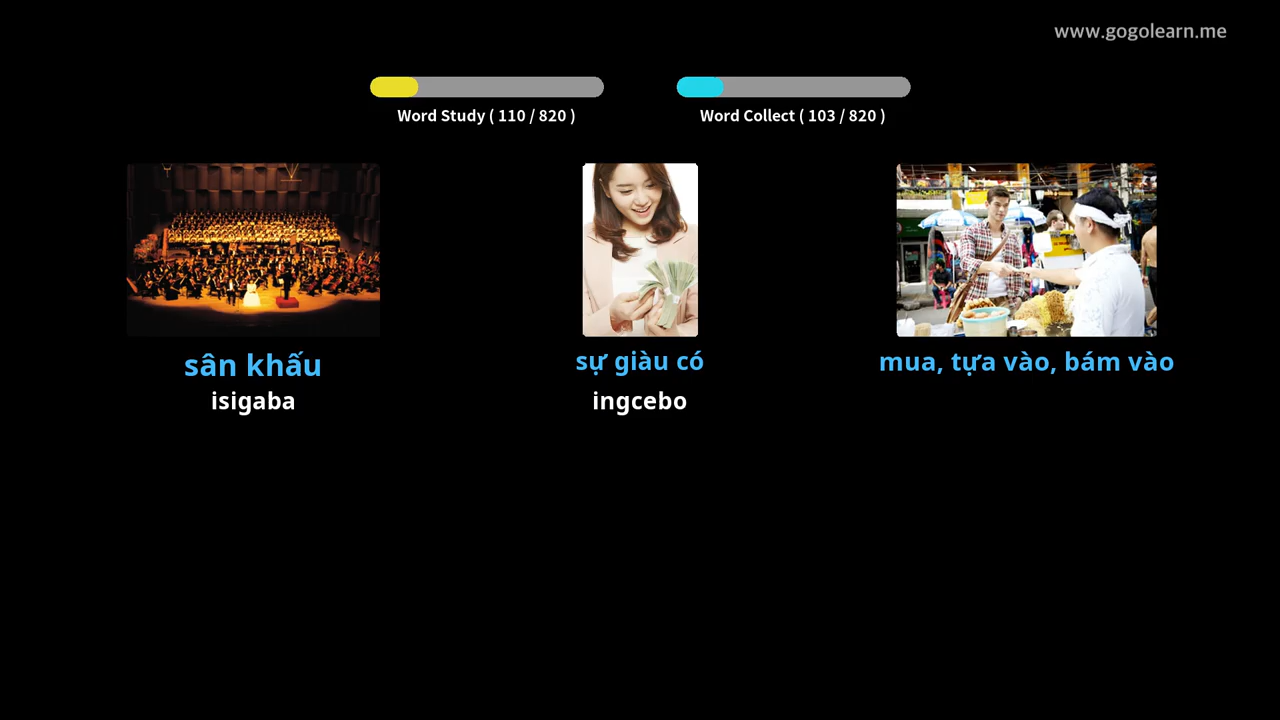 www.gogolearn.me
Word Study ( 110 / 820 )
Word Collect ( 103 / 820 )
sân khấu
isigaba
sự giàu có
ingcebo
mua, tựa vào, bám vào